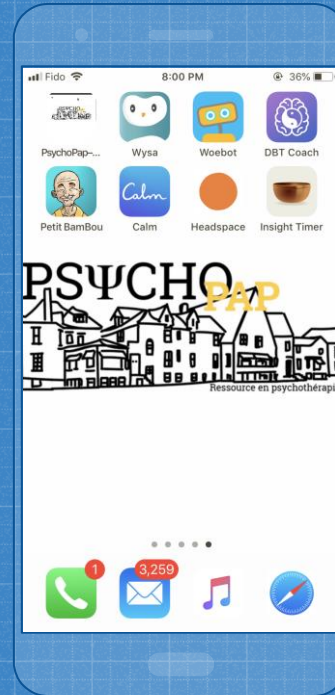 Fido 8:00 PM 36%
PsychoPap-... Wysa Woebot DBT Coach
Calm
Petit BamBou Calm Headspace Insight Timer
PSΨCHO
PAP
Ressource en psychothérapi
1 3,259